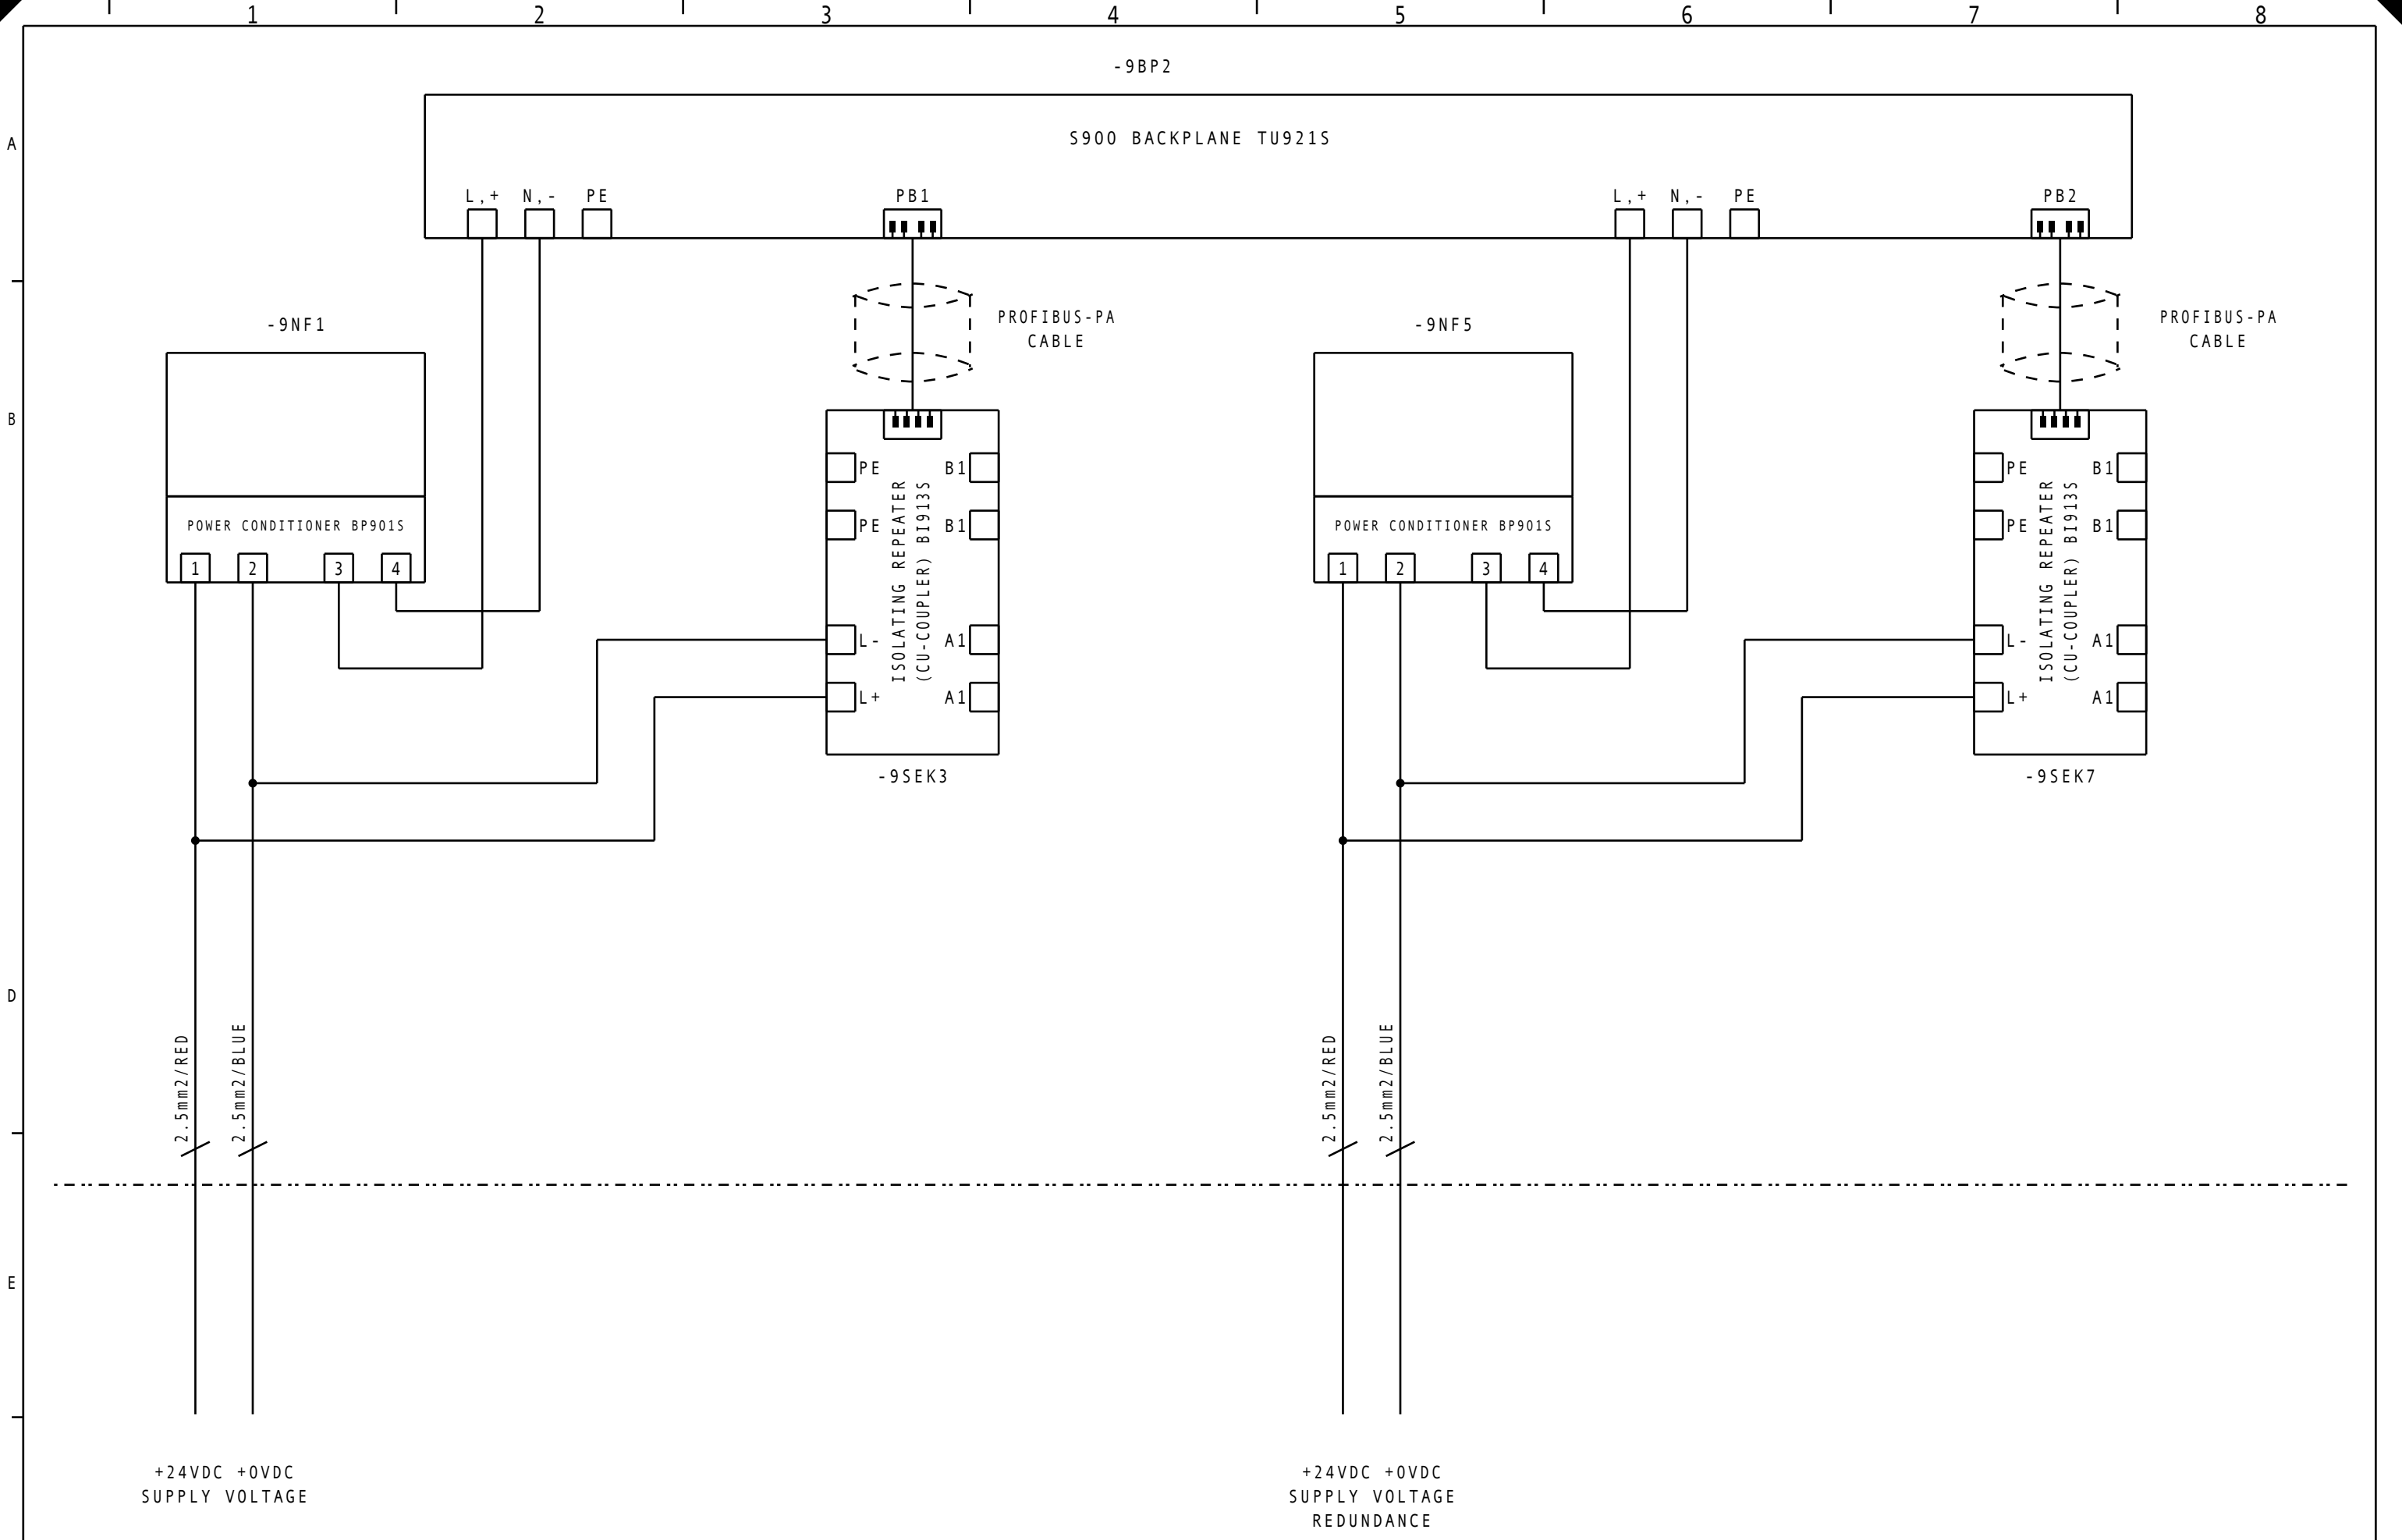 1 2 3 4 5 6 7 8
-9BP2
A
S900 BACKPLANE TU921S
L,+ N,- PE PB1 L,+ N,- PE PB2
PROFIBUS-PA
CABLE
PROFIBUS-PA
CABLE
-9NF1
-9NF5
B
POWER CONDITIONER BP901S
1 2 3 4
PE B1
PE B1
ISOLATING REPEATER
(CU-COUPLER) BI913S
L- A1
L+ A1
-9SEK3
POWER CONDITIONER BP901S
1 2 3 4
PE B1
PE B1
ISOLATING REPEATER
(CU-COUPLER) BI913S
L- A1
L+ A1
-9SEK7
D
2.5mm2/RED
2.5mm2/BLUE
2.5mm2/RED
2.5mm2/BLUE
E
+24VDC +0VDC
SUPPLY VOLTAGE
+24VDC +0VDC
SUPPLY VOLTAGE
REDUNDANCE